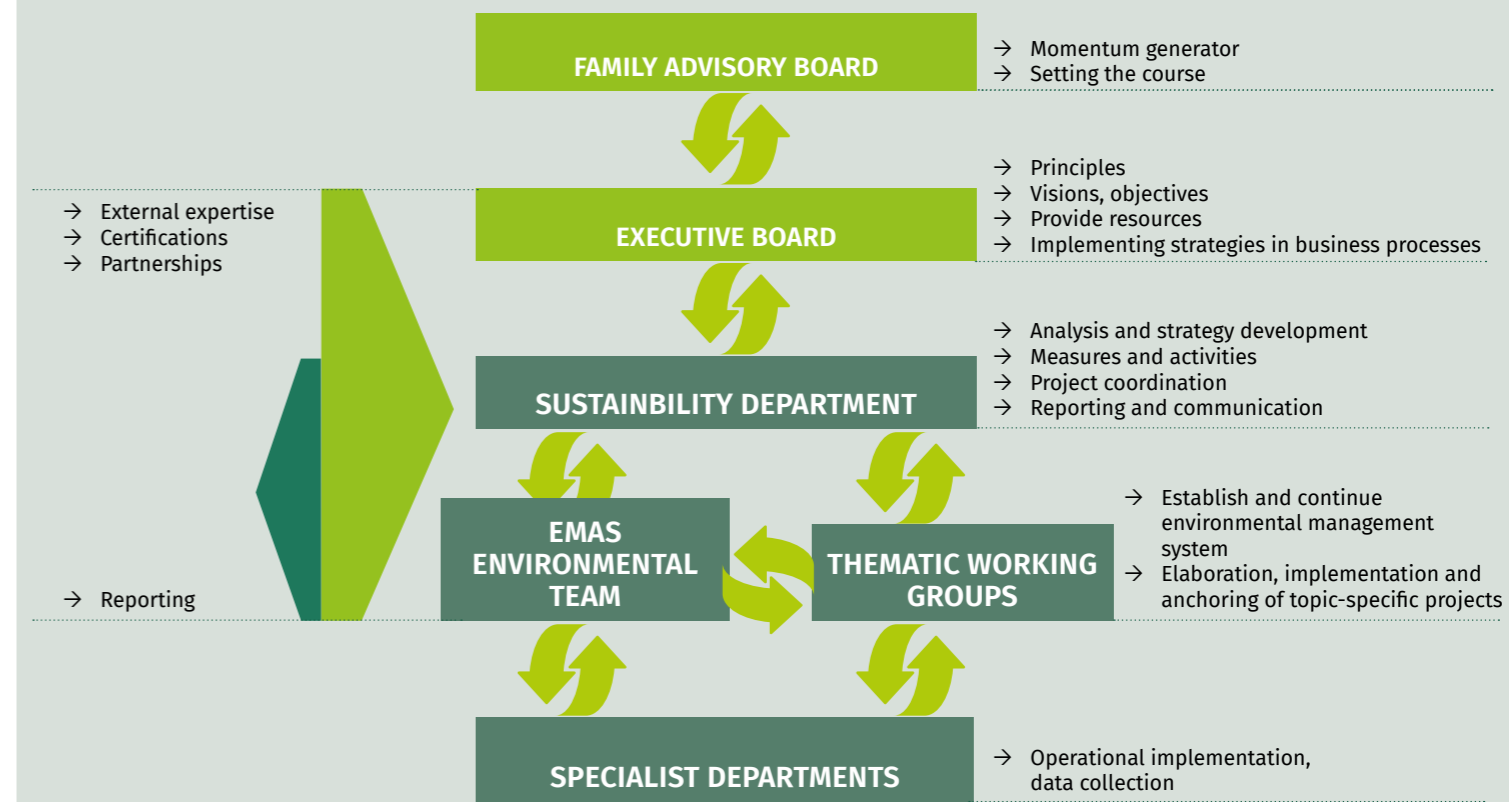 FAMILY ADVISORY BOARD
→ Momentum generator
→ Setting the course
→ External expertise
→ Certifications
→ Partnerships
EXECUTIVE BOARD
→ Principles
→ Visions, objectives
→ Provide resources
→ Implementing strategies in business processes
SUSTAINBILITY DEPARTMENT
→ Analysis and strategy development
→ Measures and activities
→ Project coordination
→ Reporting and communication
→ Reporting
EMAS
ENVIRONMENTAL
TEAM
THEMATIC WORKING
GROUPS
→ Establish and continue
environmental management
system
→ Elaboration, implementation and
anchoring of topic-specific projects
SPECIALIST DEPARTMENTS
→ Operational implementation,
data collection